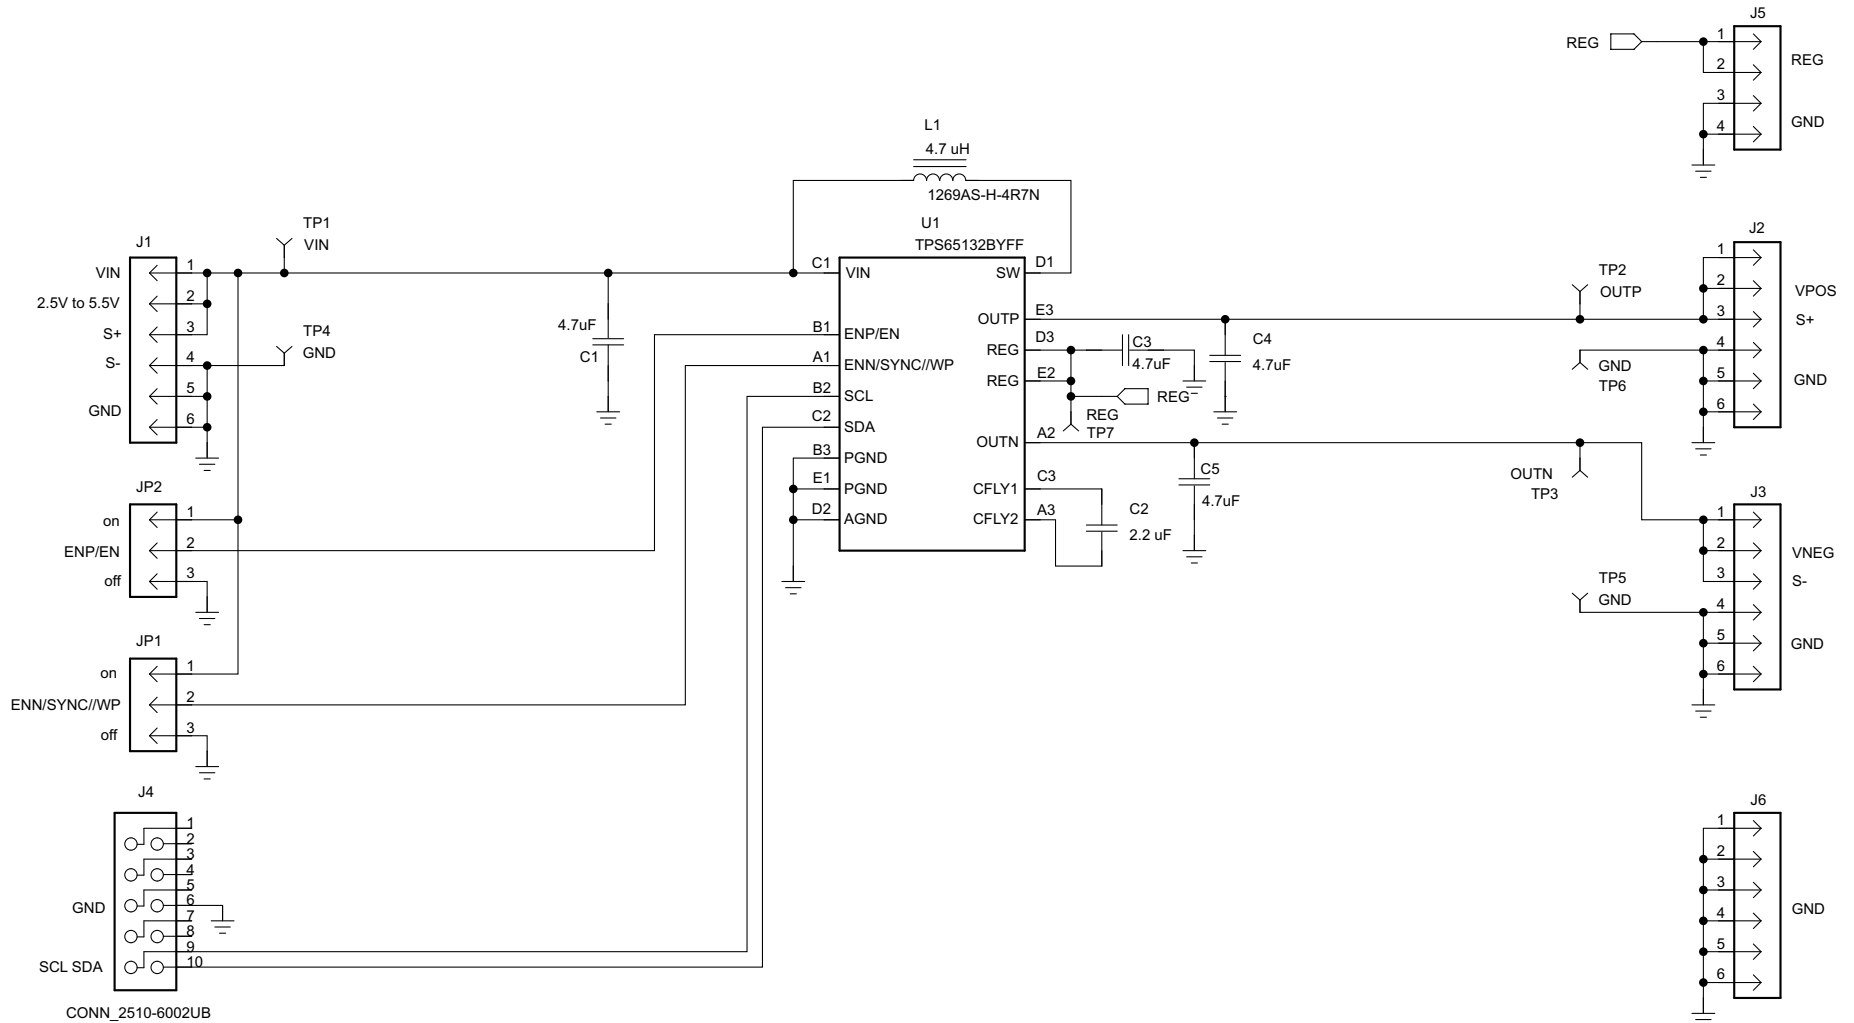 J5
REG
1
2
3
4
REG
GND
L1
4.7 uH
1269AS-H-4R7N
U1
TPS65132BYFF
TP1
VIN
J1
VIN
2.5V to 5.5V
S+
S-
GND
1
2
3
4
5
6
TP4
GND
4.7uF
C1
C1
B1
A1
B2
C2
B3
E1
D2
VIN
ENP/EN
ENN/SYNC//WP
SCL
SDA
PGND
PGND
AGND
SW
OUTP
REG
REG
OUTN
CFLY1
CFLY2
D1
E3
D3
E2
A2
C3
A3
C3
4.7uF
REG
REG
TP7
C4
4.7uF
C5
4.7uF
C2
2.2 uF
TP2
OUTP
GND
TP6
J2
1
2
3
4
5
6
VPOS
S+
GND
OUTN
TP3
J3
1
2
3
4
5
6
VNEG
S-
GND
TP5
GND
JP2
on
ENP/EN
off
1
2
3
JP1
on
ENN/SYNC//WP
off
1
2
3
J4
1
2
3
4
5
6
7
8
9
10
GND
SCL SDA
CONN_2510-6002UB
J6
1
2
3
4
5
6
GND